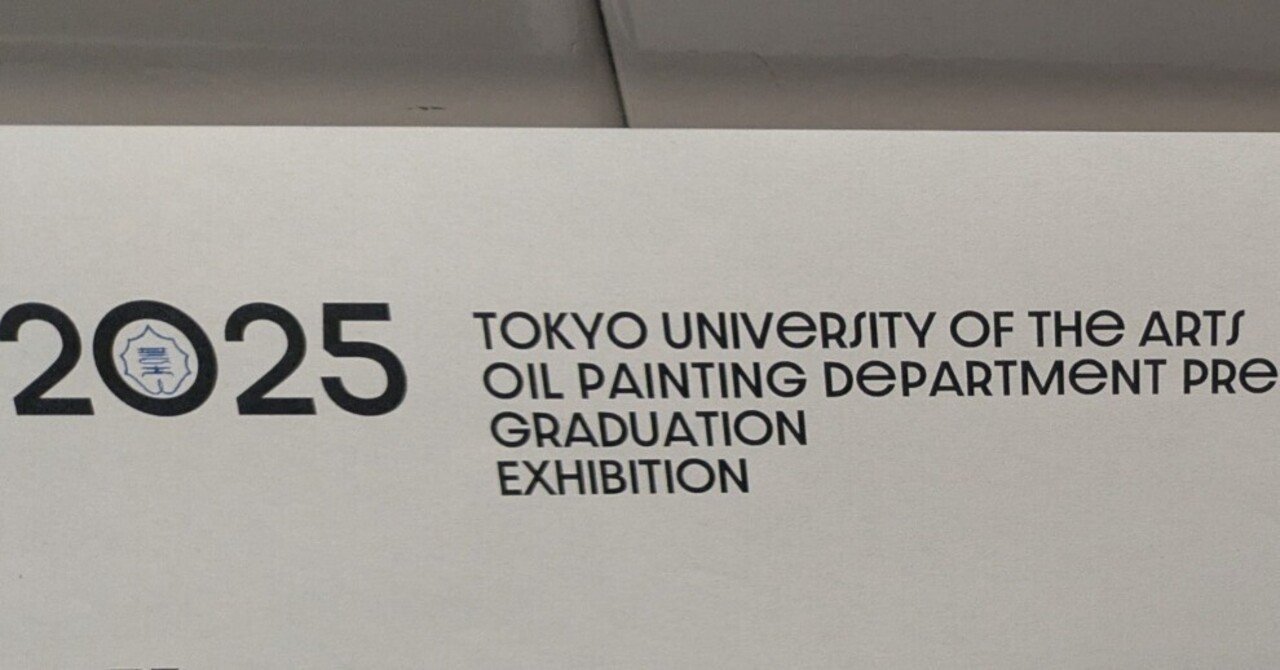 2025
TOKYO UNIVERSITY OF THE ARTS
OIL PAINTING DEPARTMENT PRE
GRADUATION
EXHIBITION